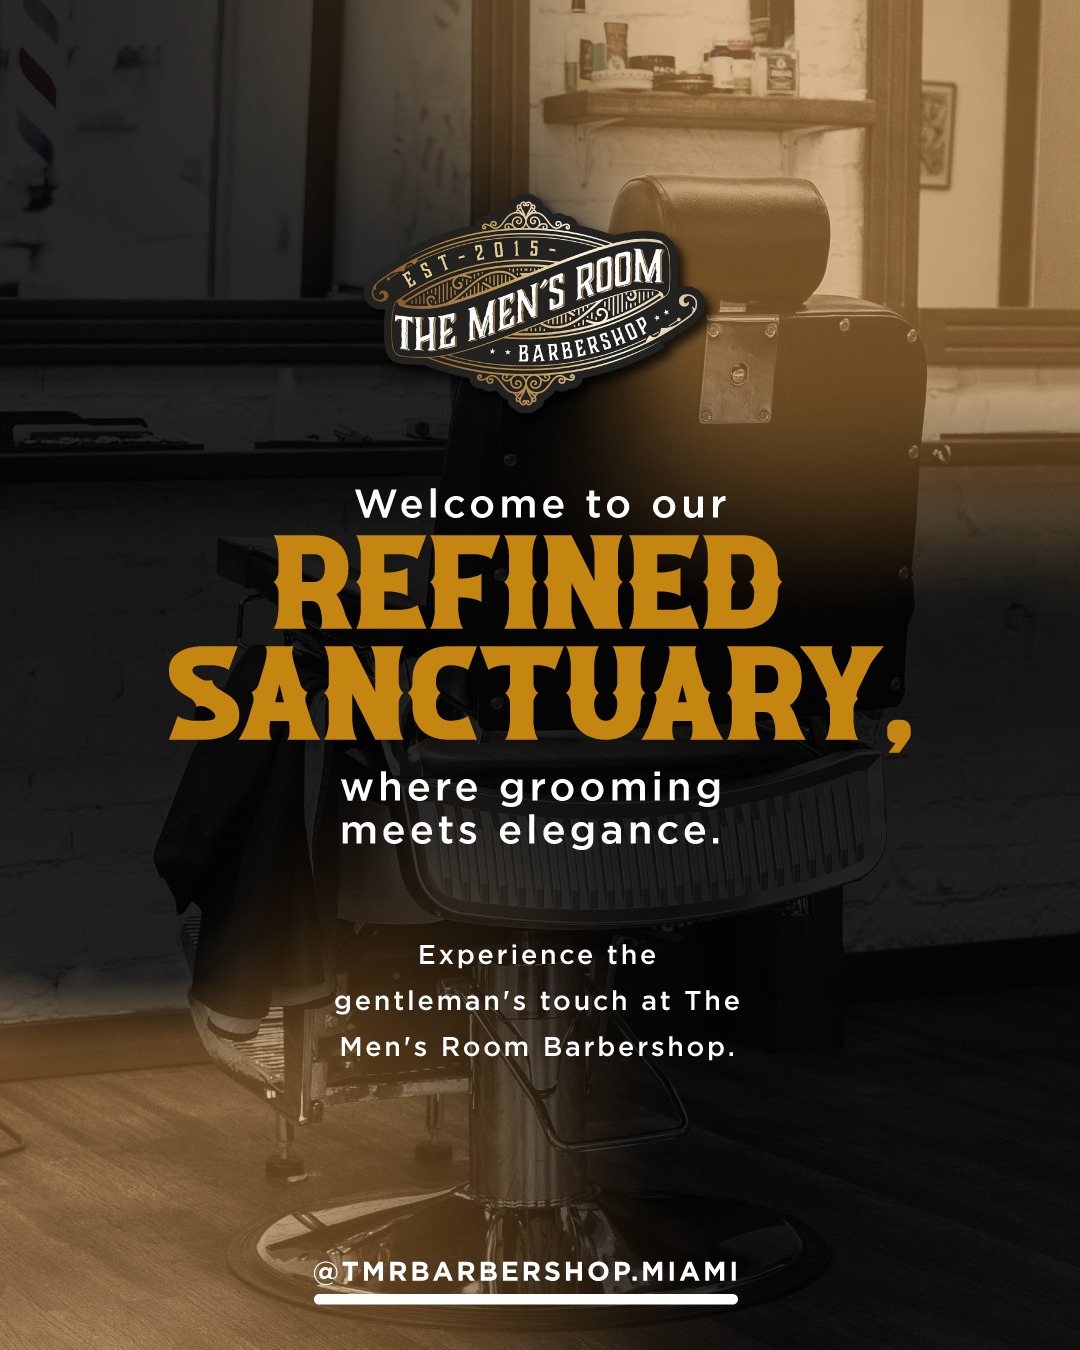 EST-2015-
THE MEN'S ROOM
BARBERSHOP
Welcome to our
REFINED
SANCTUARY,
where grooming
meets elegance.
Experience the
gentleman's touch at The
Men's Room Barbershop.
@TMRBARBERSHOP.MIAMI